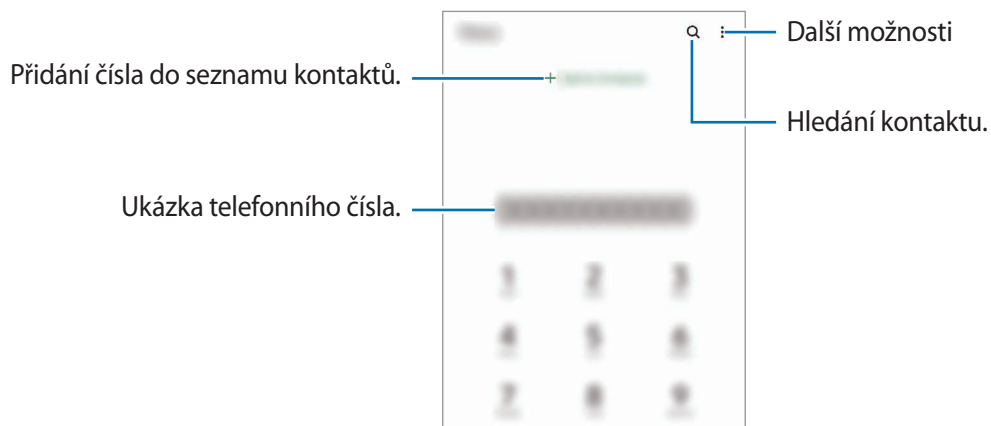 Další možnosti
Přidání čísla do seznamu kontaktů.
Hledání kontaktu.
Ukázka telefonního čísla.
1
2
3
4
5
6
7
8
9